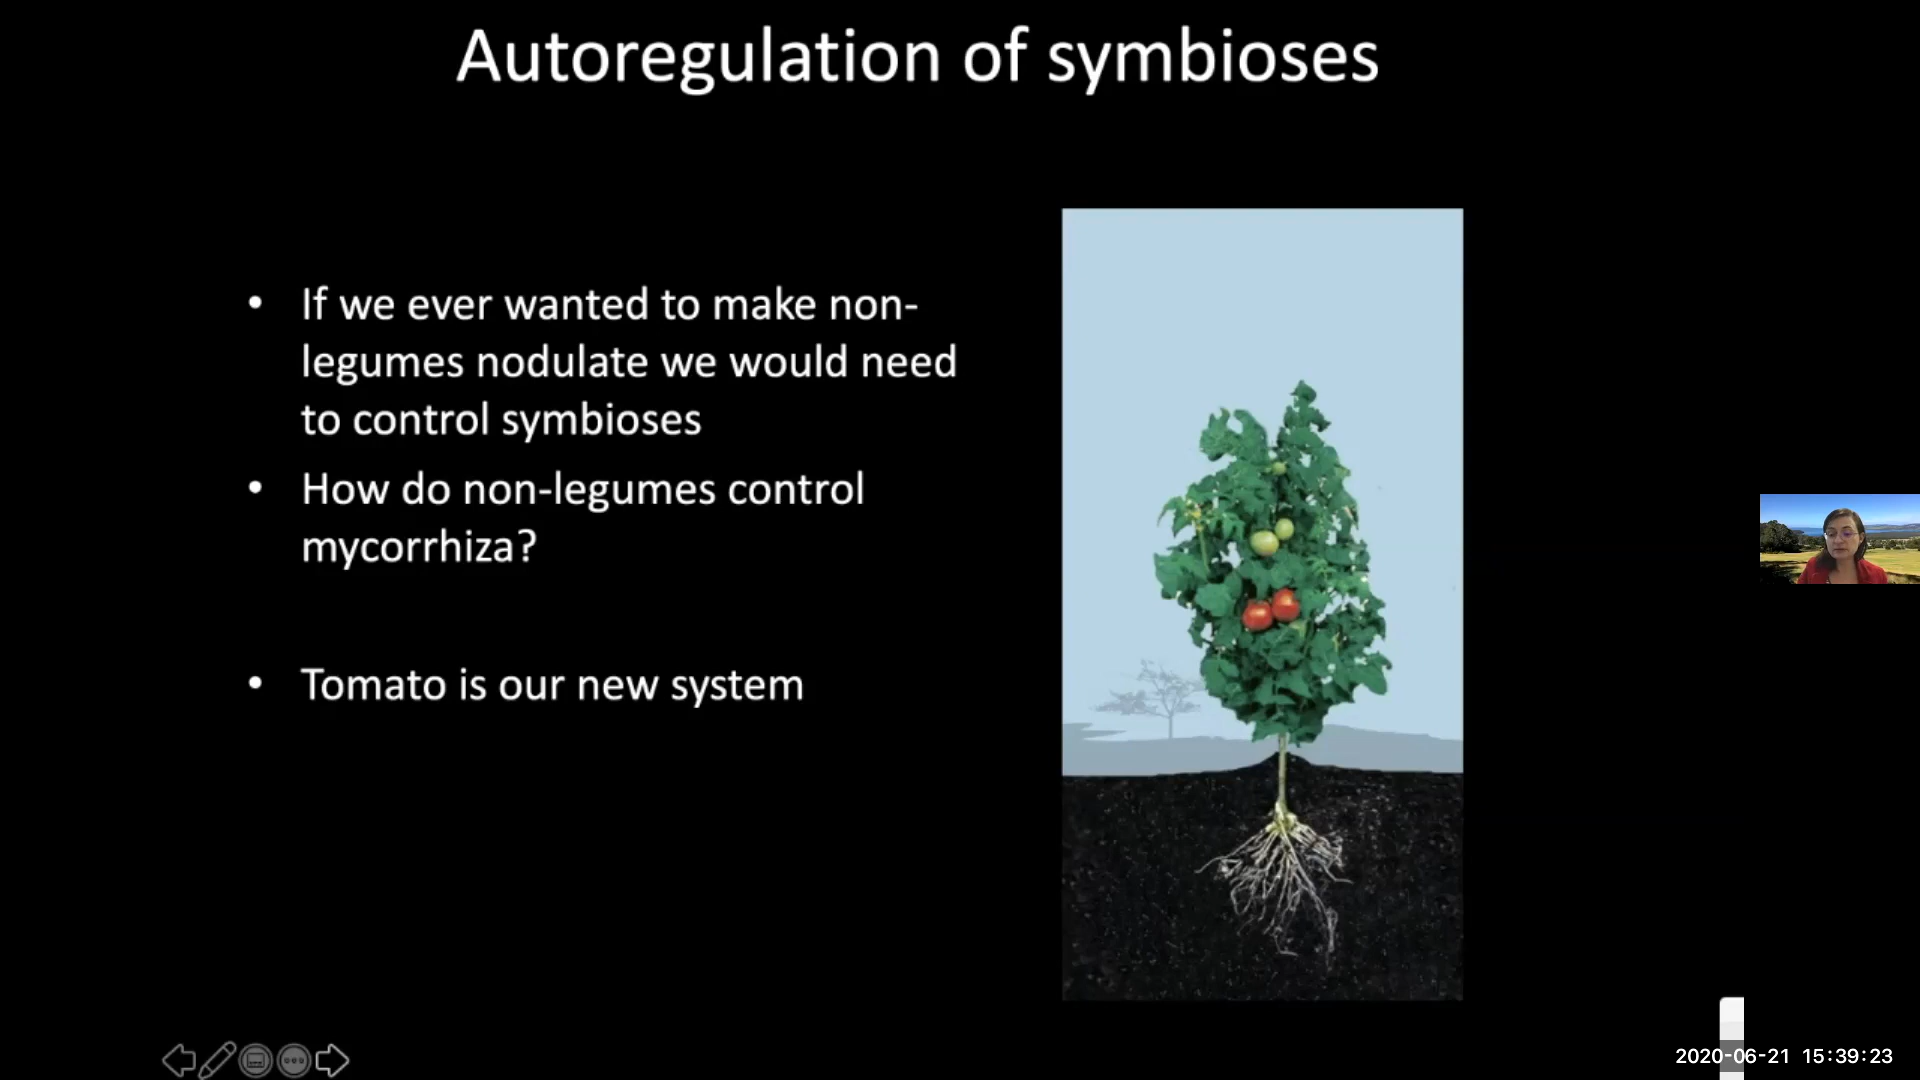 Autoregulation of symbioses
• If we ever wanted to make non-
legumes nodulate we would need
to control symbioses
• How do non-legumes control
mycorrhiza?
• Tomato is our new system
2020-06-21 15:39:23